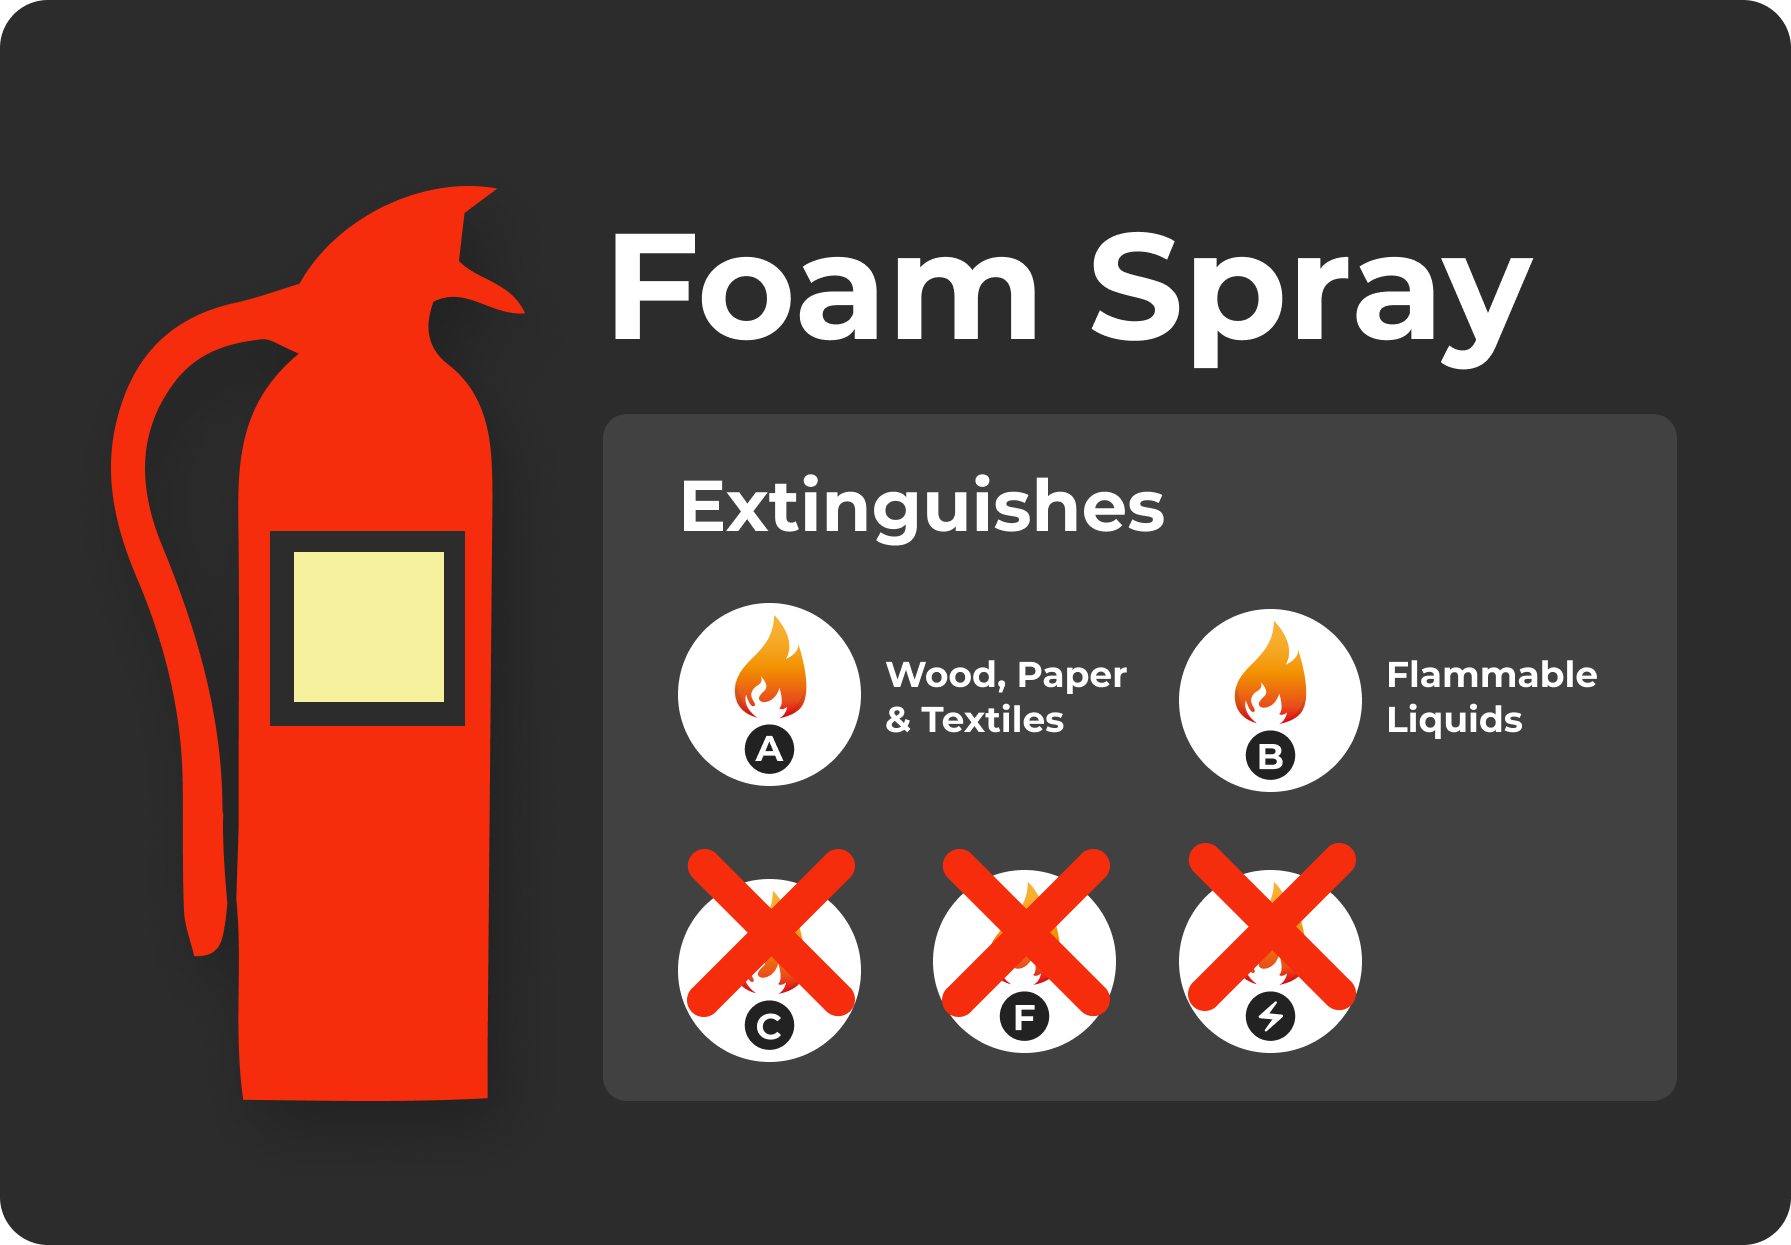 Foam Spray
Extinguishes
Wood, Paper
& Textiles
A
Flammable
Liquids
B
C
F